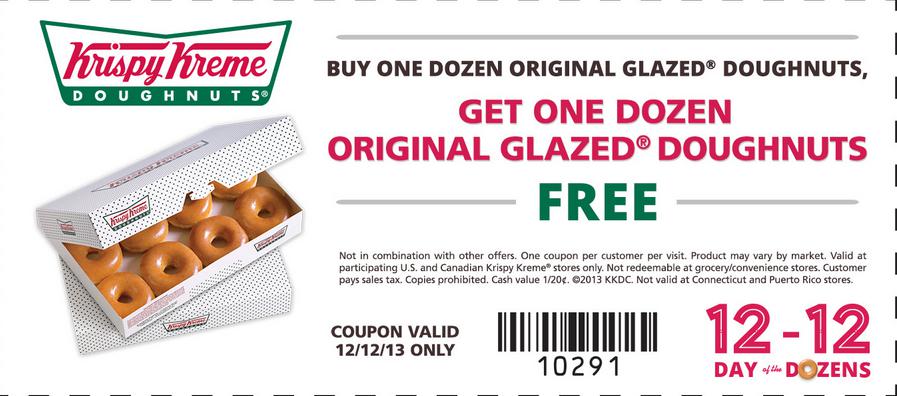 Krispy Kreme
DOUGHNUTS®
BUY ONE DOZEN ORIGINAL GLAZED® DOUGHNUTS,
GET ONE DOZEN
ORIGINAL GLAZED® DOUGHNUTS
FREE
Krispy Kreme
DOUGHNUTS
Not in combination with other offers. One coupon per customer per visit. Product may vary by market. Valid at
participating U.S. and Canadian Krispy Kreme® stores only. Not redeemable at grocery/convenience stores. Customer
pays sales tax. Copies prohibited. Cash value 1/20¢. ©2013 KKDC. Not valid at Connecticut and Puerto Rico stores.
COUPON VALID
12/12/13 ONLY
10291
12-12
DAY of the DOZENS